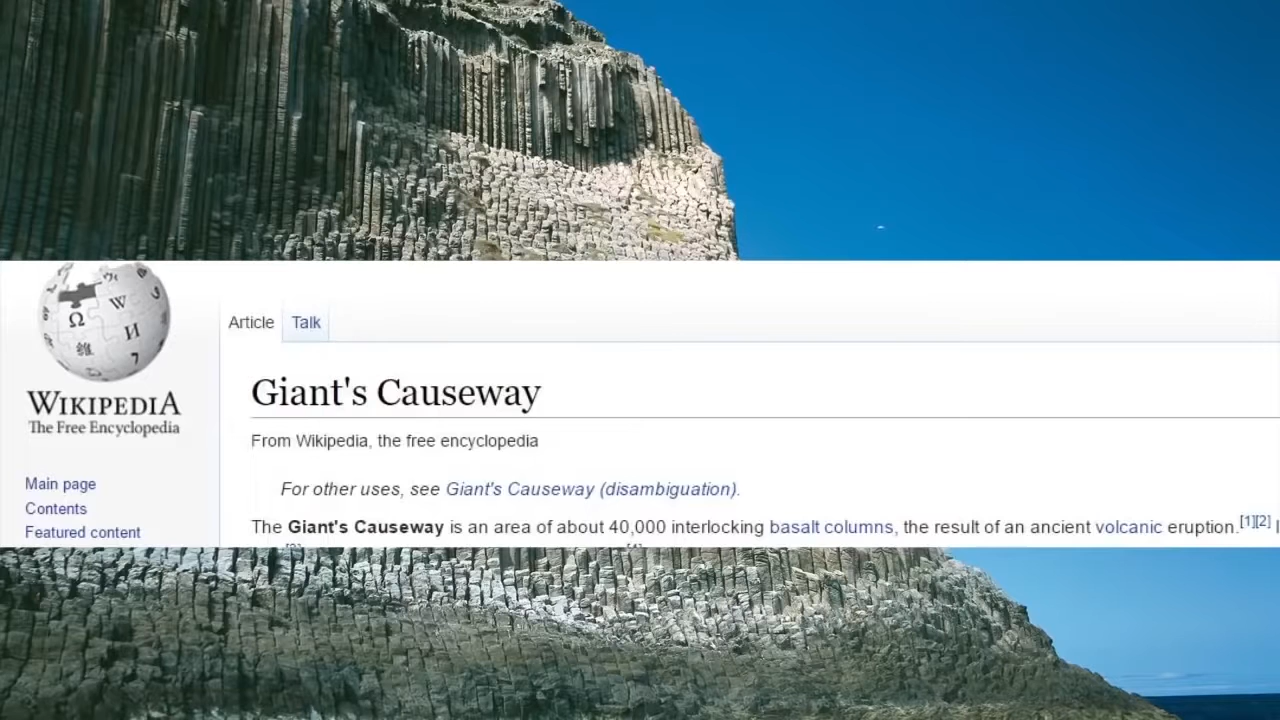 WIKIPEDIA
The Free Encyclopedia
Main page
Contents
Featured content
Article Talk
Giant's Causeway
From Wikipedia, the free encyclopedia
For other uses, see Giant's Causeway (disambiguation).
The Giant's Causeway is an area of about 40,000 interlocking basalt columns, the result of an ancient volcanic eruption.[1][2]